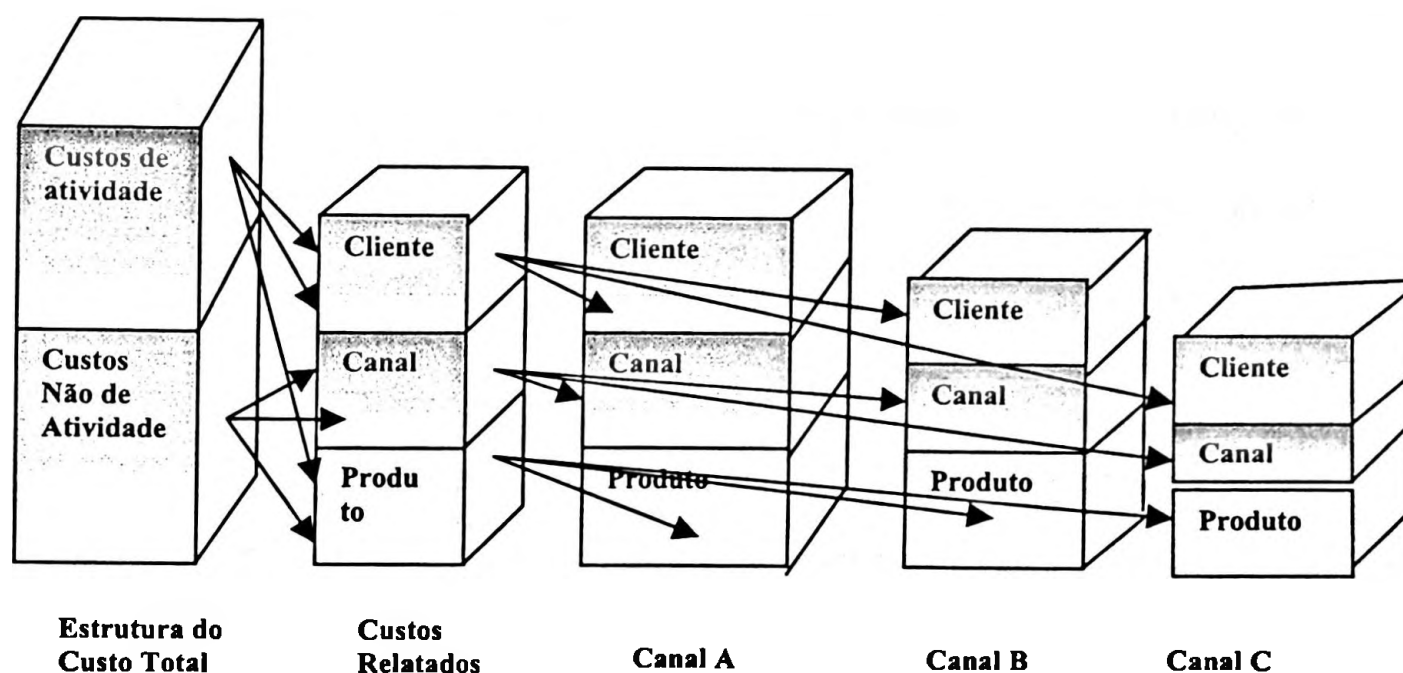 Custos de
atividade
Custos
Não de
Atividade
Cliente
Canal
Produ
to
Cliente
Canal
Produto
Cliente
Canal
Produto
Cliente
Canal
Produto
Estrutura do
Custo Total
Custos
Relatados
Canal A
Canal B
Canal C